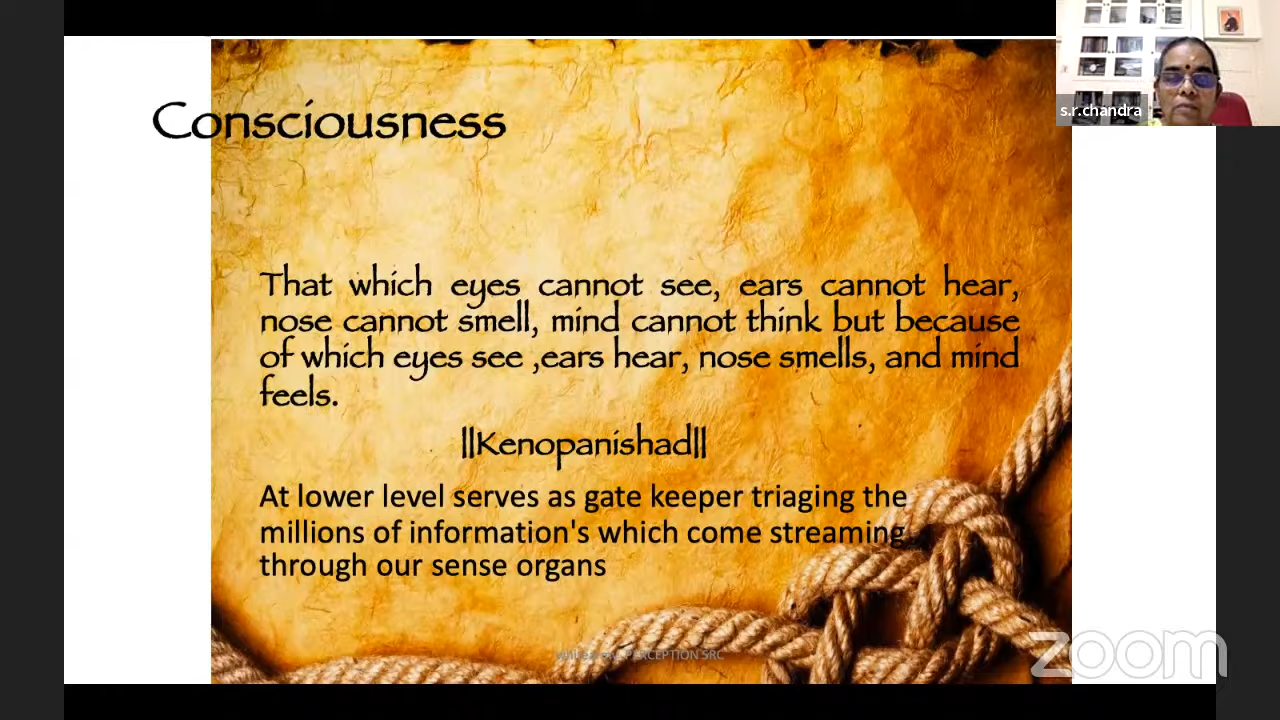 Consciousness
s.r.chandra
That which eyes cannot see, ears cannot hear,
nose cannot smell, mind cannot think but because
of which eyes see ,ears hear, nose smells, and mind
feels.
||Kenopanishad||
At lower level serves as gate keeper triaging the
millions of information's which come streaming
through our sense organs
PERCEPTION SRC
zoom